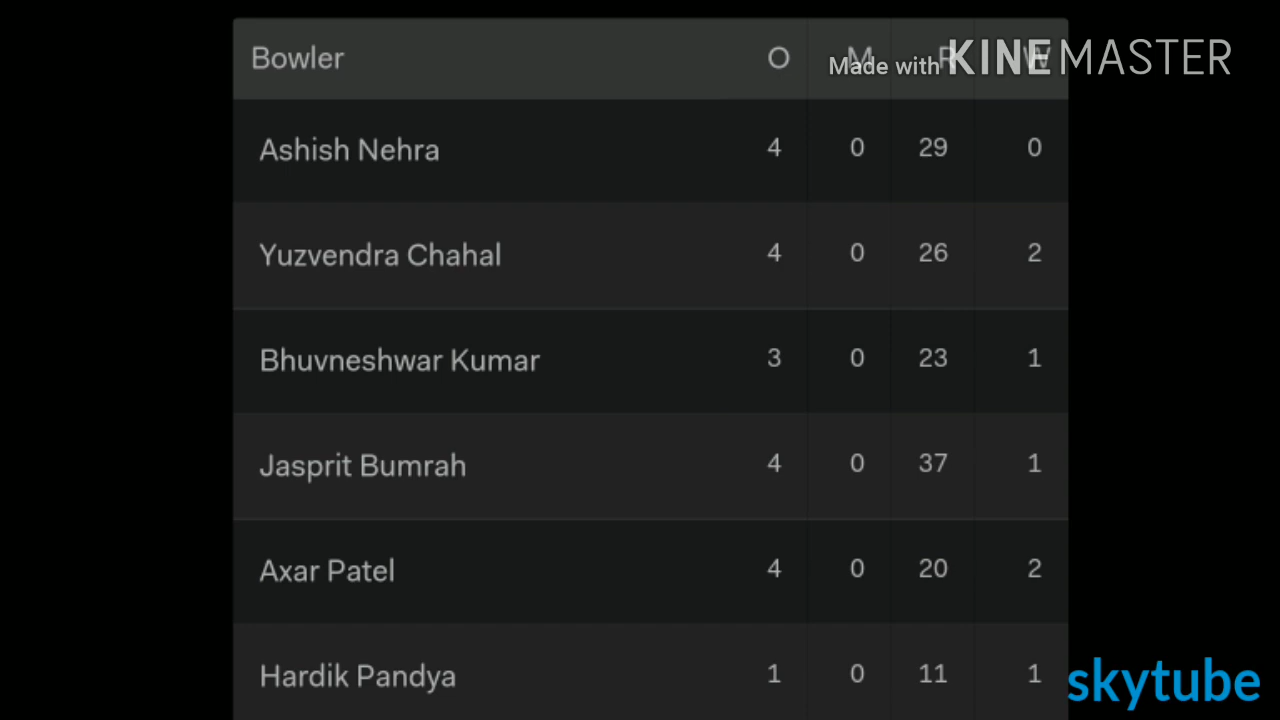 Bowler O M R W
Made with KINEMASTER
Ashish Nehra 4 0 29 0
Yuzvendra Chahal 4 0 26 2
Bhuvneshwar Kumar 3 0 23 1
Jasprit Bumrah 4 0 37 1
Axar Patel 4 0 20 2
Hardik Pandya 1 0 11 1
skytube